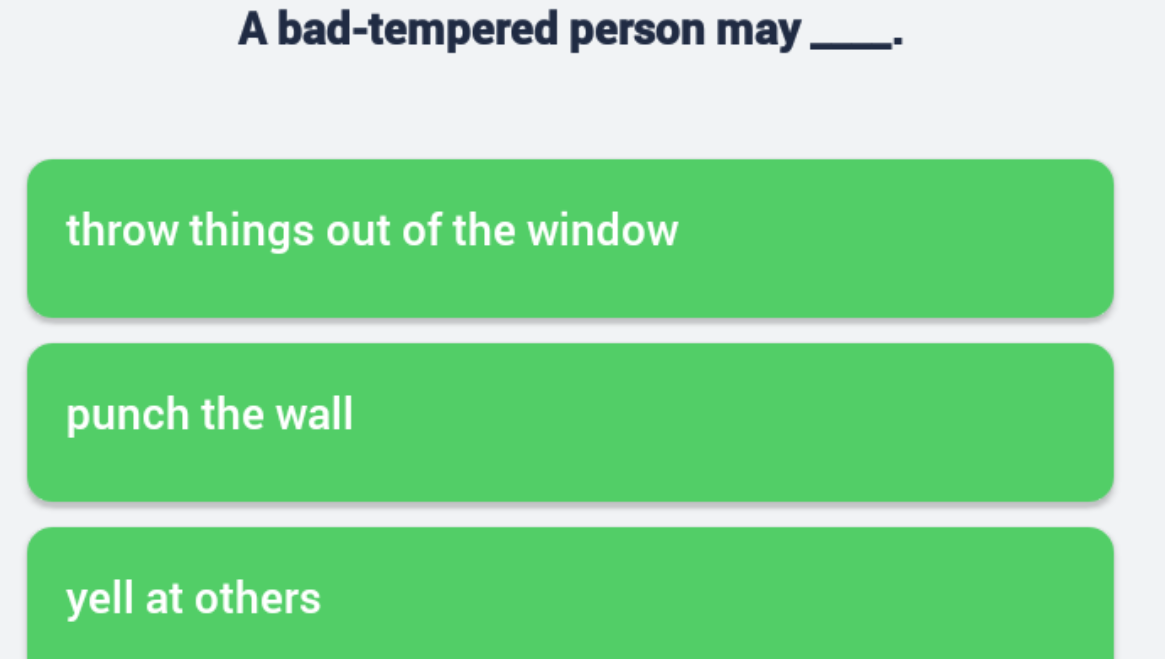 A bad-tempered person may ____.
throw things out of the window
punch the wall
yell at others